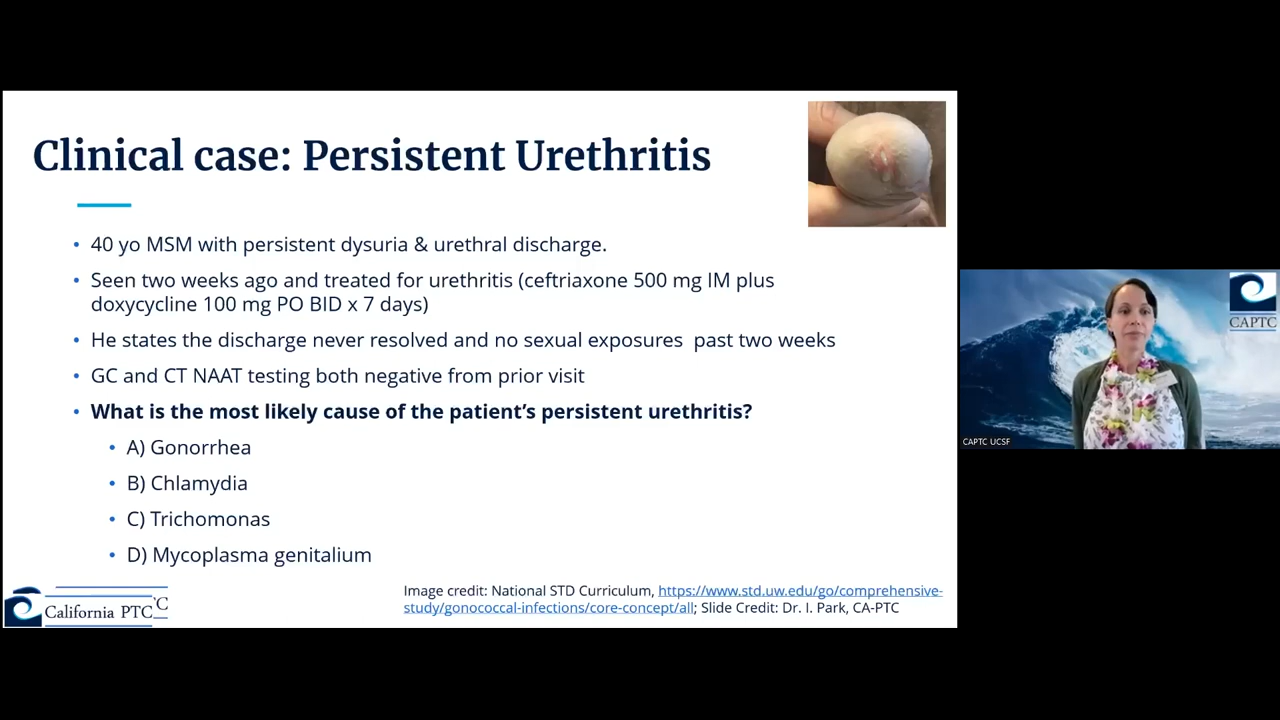 Clinical case: Persistent Urethritis
• 40 yo MSM with persistent dysuria & urethral discharge.
• Seen two weeks ago and treated for urethritis (ceftriaxone 500 mg IM plus
doxycycline 100 mg PO BID x 7 days)
• He states the discharge never resolved and no sexual exposures past two weeks
• GC and CT NAAT testing both negative from prior visit
• What is the most likely cause of the patient's persistent urethritis?
• A) Gonorrhea
• B) Chlamydia
• C) Trichomonas
• D) Mycoplasma genitalium
Image credit: National STD Curriculum, https://www.std.uw.edu/go/comprehensive-
study/gonococcal-infections/core-concept/all; Slide Credit: Dr. I. Park, CA-PTC
California PTC
CAPTC
CAPTC UCSF